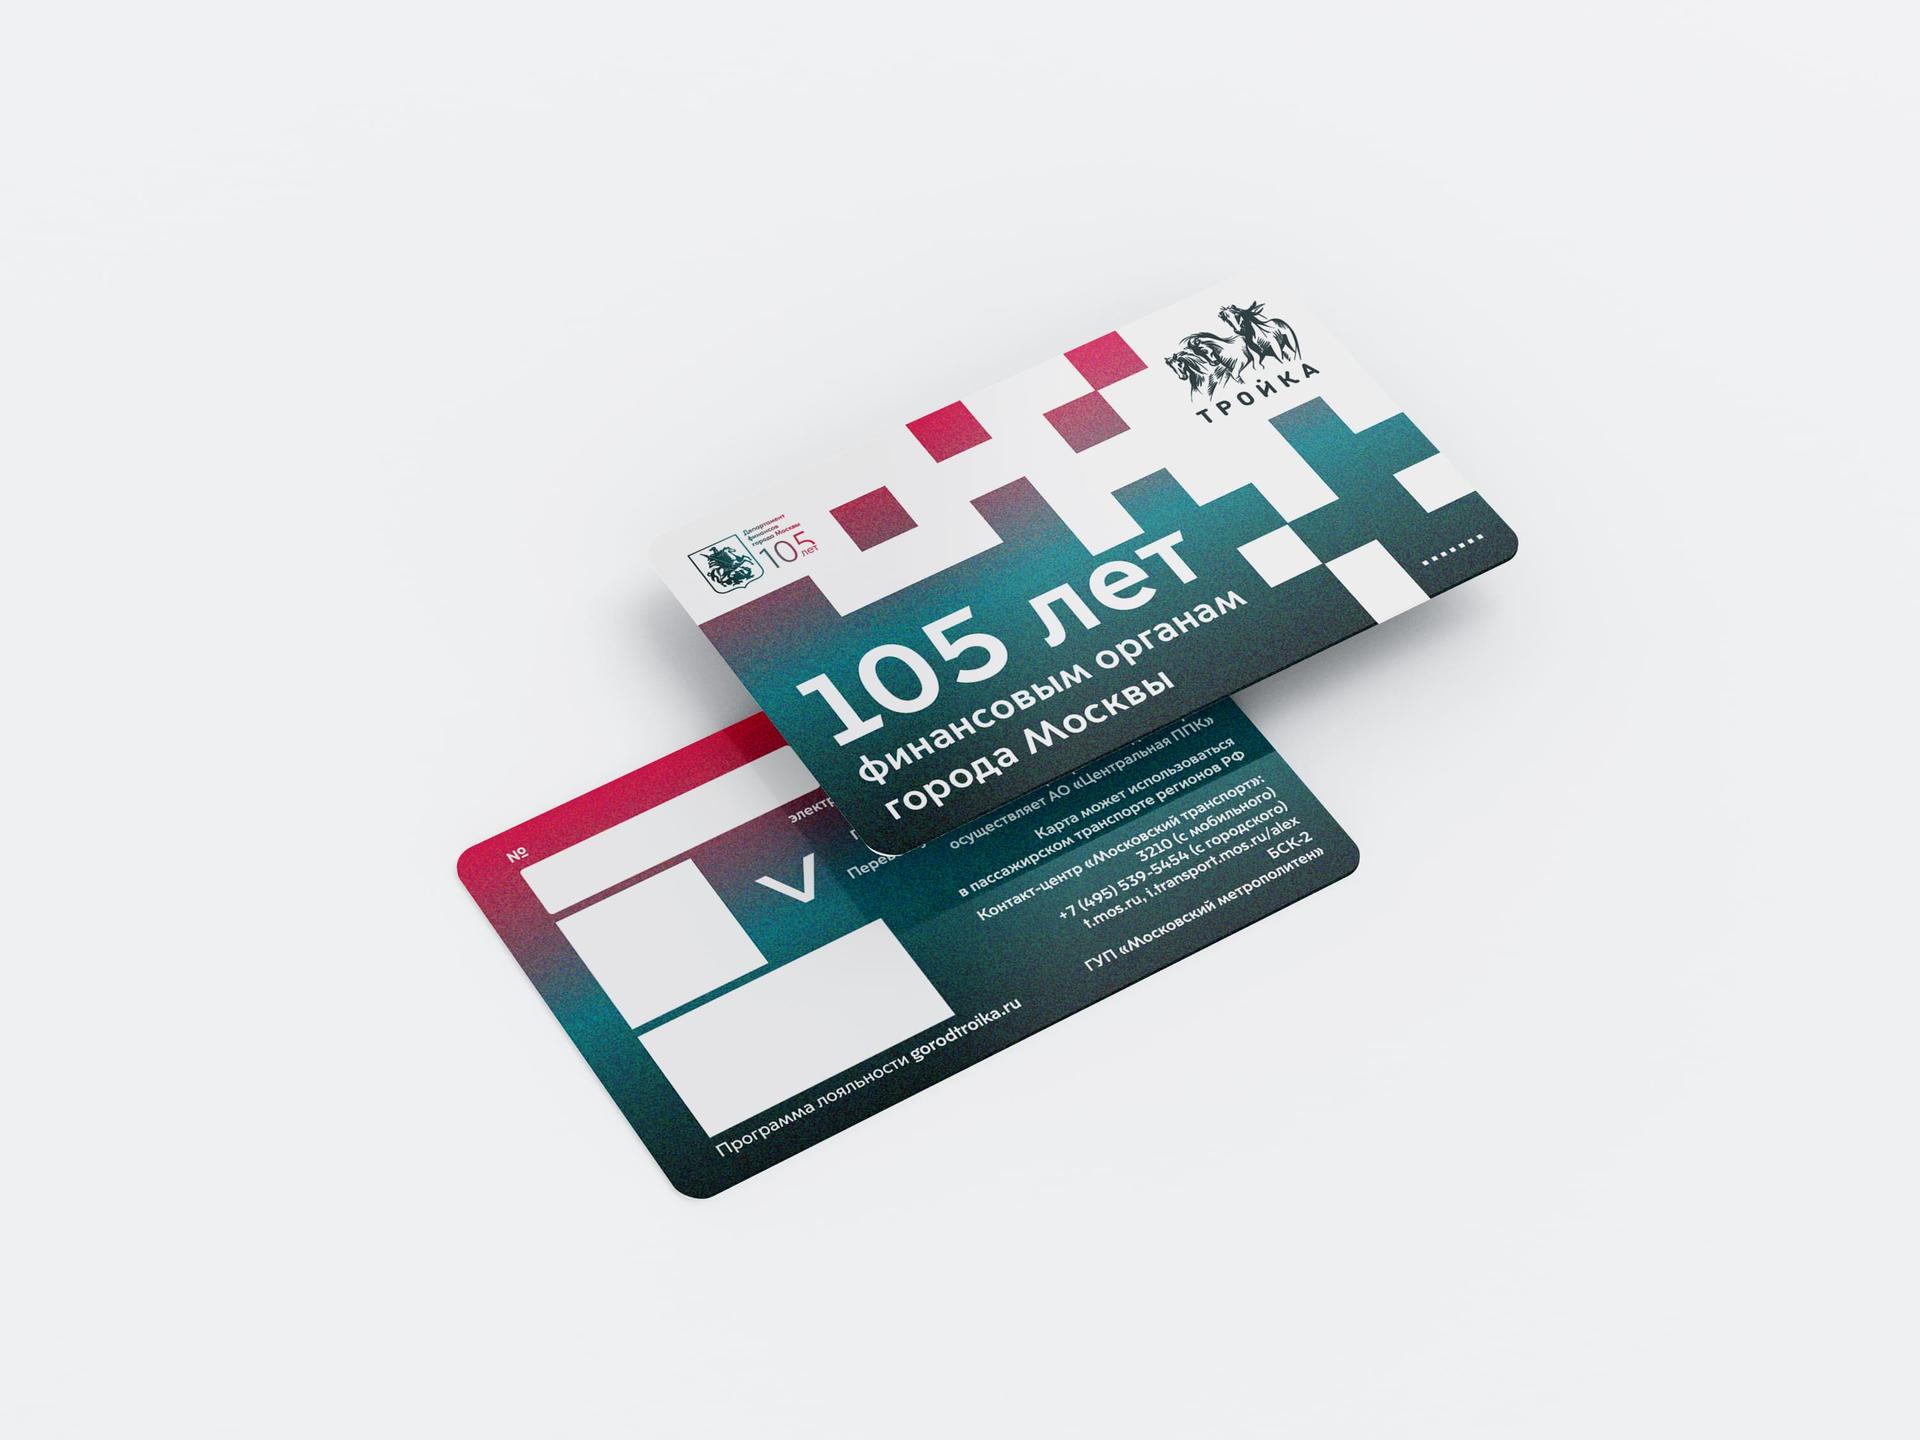 Департамент
финансов
города Москвы
105
лет
ТРОЙКА
105 лет
финансовым органам
города Москвы
№
осуществляет АО «Центральная ППК»
Карта может использоваться
в пассажирском транспорте регионов РФ
Контакт-центр «Московский транспорт»:
3210 (с мобильного)
+7 (495) 539-5454 (с городского)
t.mos.ru, i.transport.mos.ru/alex
БСК-2
ГУП «Московский метрополитен»
Программа лояльности gorodtroika.ru